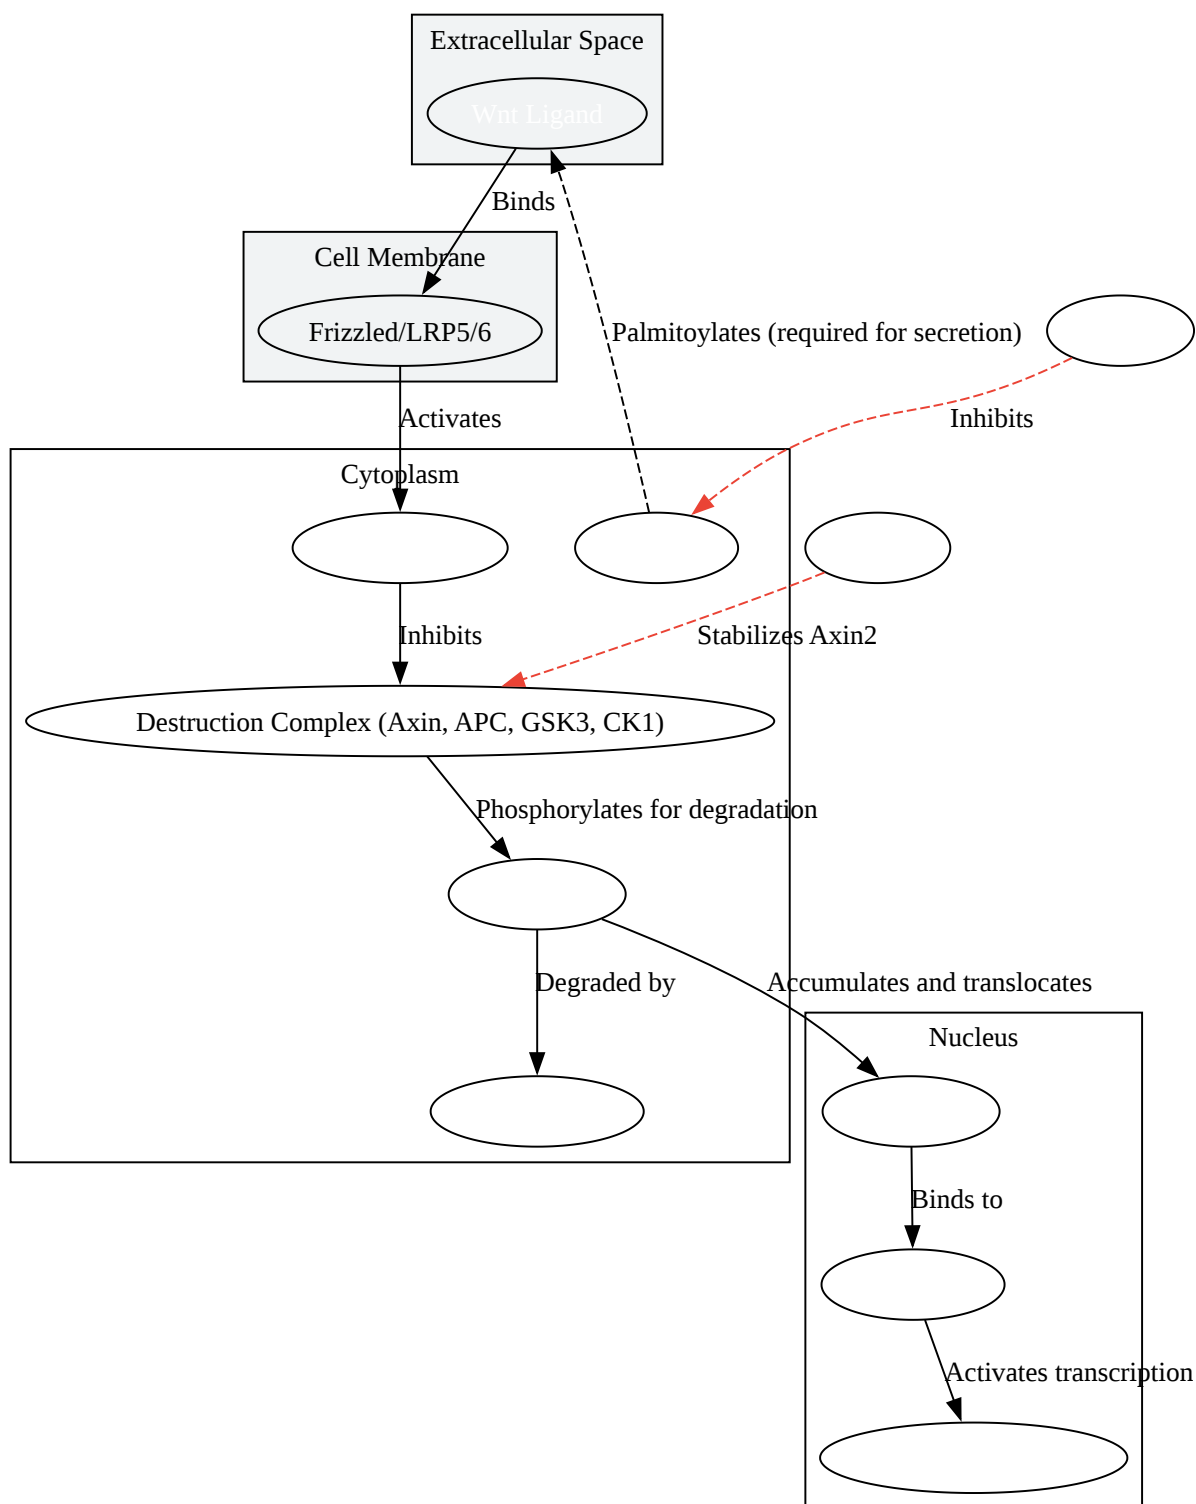 Extracellular Space
Wnt Ligand
Binds
Cell Membrane
Frizzled/LRP5/6
Palmitoylates (required for secretion)
Activates
Inhibits
Cytoplasm
Inhibits
Stabilizes Axin2
Destruction Complex (Axin, APC, GSK3, CK1)
Phosphorylates for degradation
Degraded by
Accumulates and translocates
Nucleus
Binds to
Activates transcription